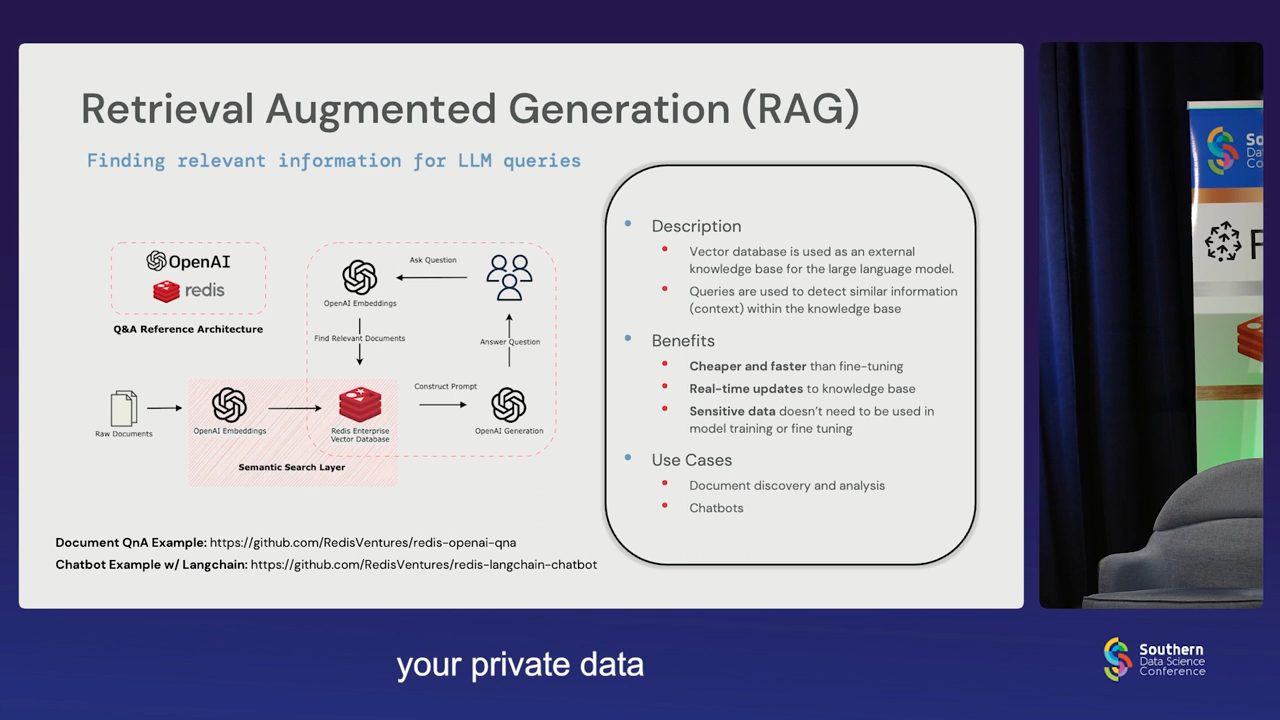 Retrieval Augmented Generation (RAG)
Finding relevant information for LLM queries
OpenAI
redis
Q&A Reference Architecture
Ask Question
OpenAI Embeddings
Find Relevant Documents
Answer Question
Construct Prompt
Raw Documents
OpenAI Embeddings
Redis Enterprise
Vector Database
OpenAI Generation
Semantic Search Layer
Document QnA Example: https://github.com/RedisVentures/redis-openai-qna
Chatbot Example w/ Langchain: https://github.com/RedisVentures/redis-langchain-chatbot
Description
Vector database is used as an external
knowledge base for the large language model.
Queries are used to detect similar information
(context) within the knowledge base
Benefits
Cheaper and faster than fine-tuning
Real-time updates to knowledge base
Sensitive data doesn't need to be used in
model training or fine tuning
Use Cases
Document discovery and analysis
Chatbots
your private data
Southern
Data Science
Conference